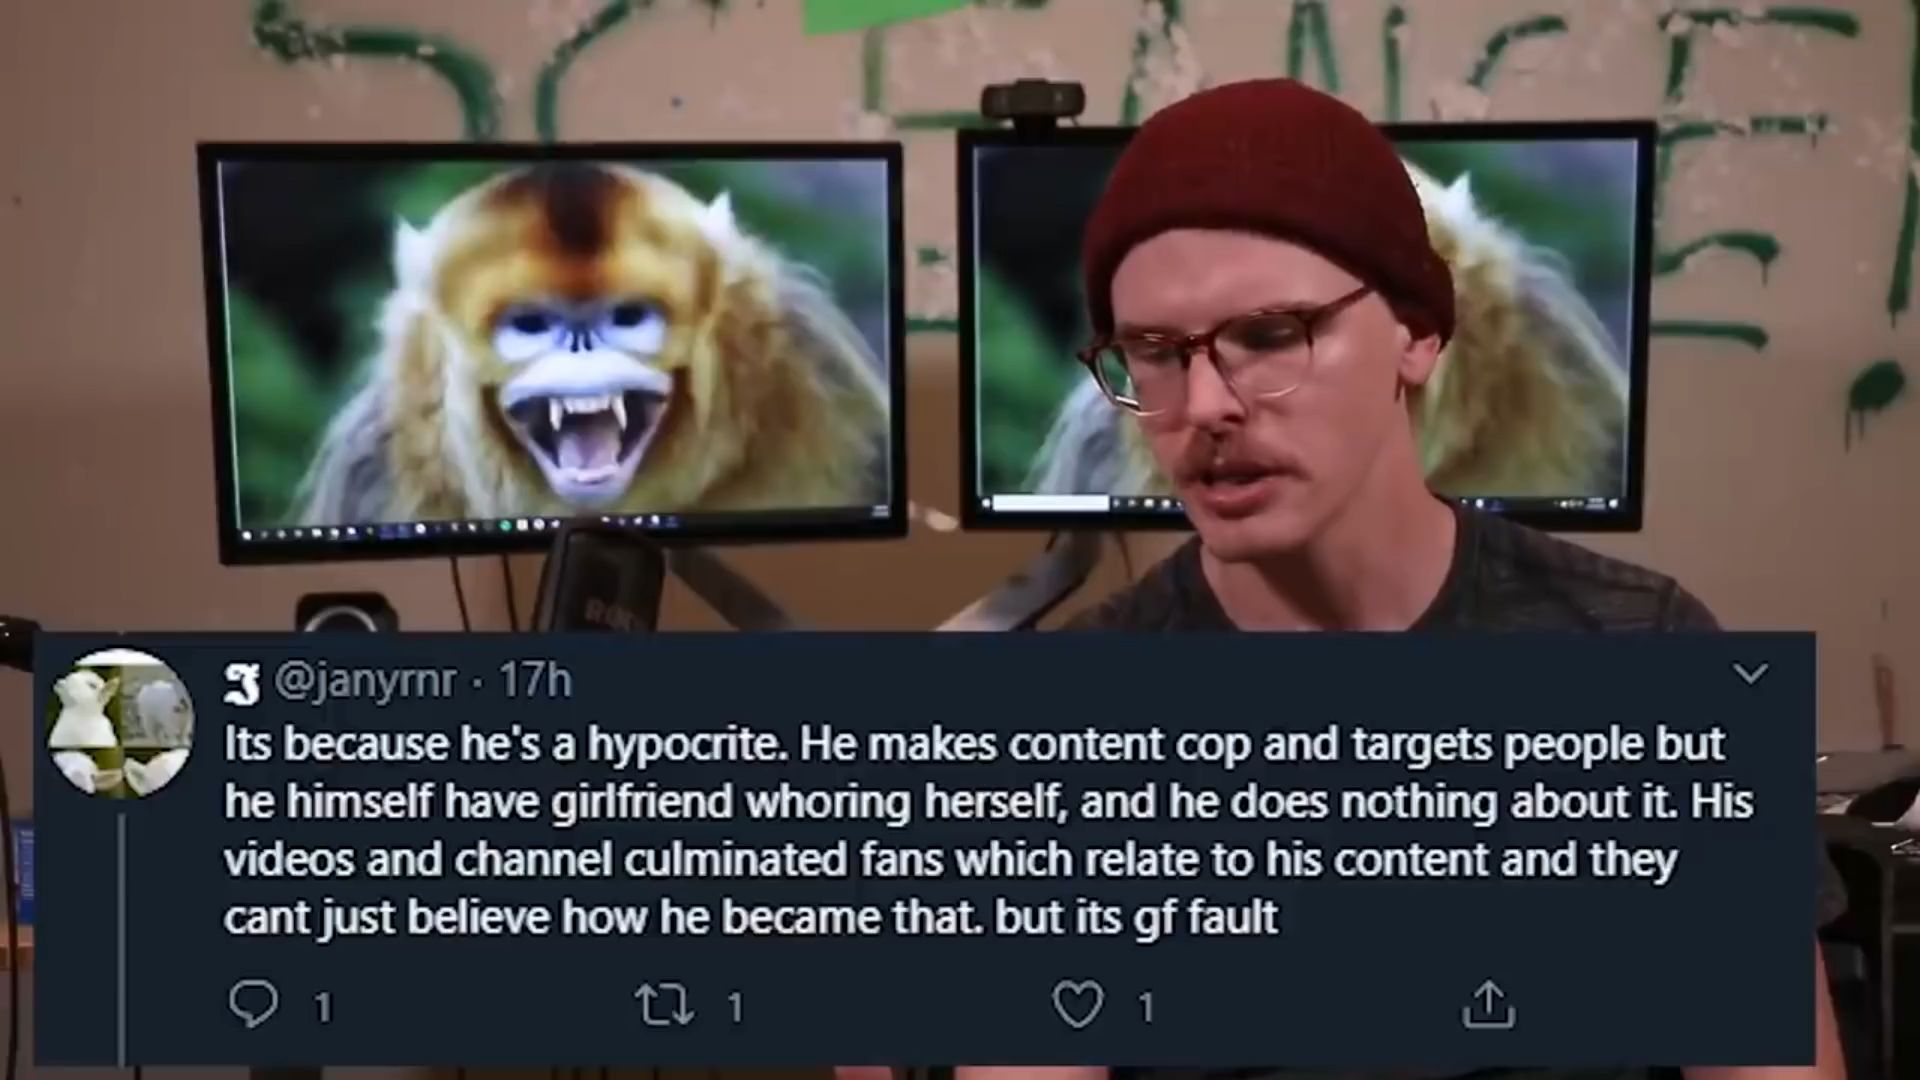 SCIENCE!
RØDE
J @janyrnr · 17h
Its because he's a hypocrite. He makes content cop and targets people but
he himself have girlfriend whoring herself, and he does nothing about it. His
videos and channel culminated fans which relate to his content and they
cant just believe how he became that. but its gf fault
1 1 1